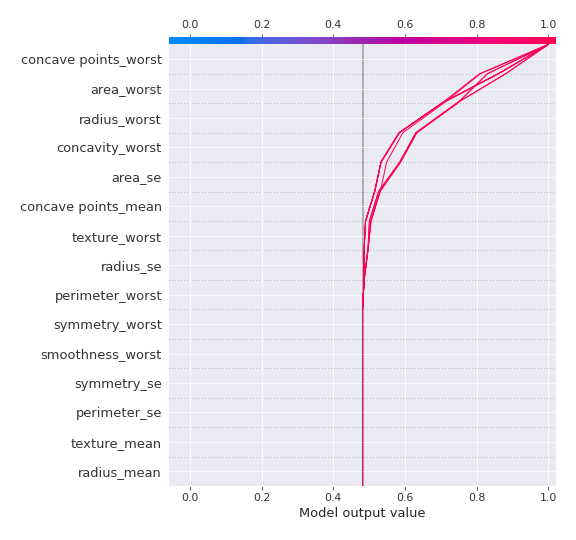 0.0 0.2 0.4 0.6 0.8 1.0
concave points_worst
area_worst
radius_worst
concavity_worst
area_se
concave points_mean
texture_worst
radius_se
perimeter_worst
symmetry_worst
smoothness_worst
symmetry_se
perimeter_se
texture_mean
radius_mean
0.0 0.2 0.4 0.6 0.8 1.0
Model output value